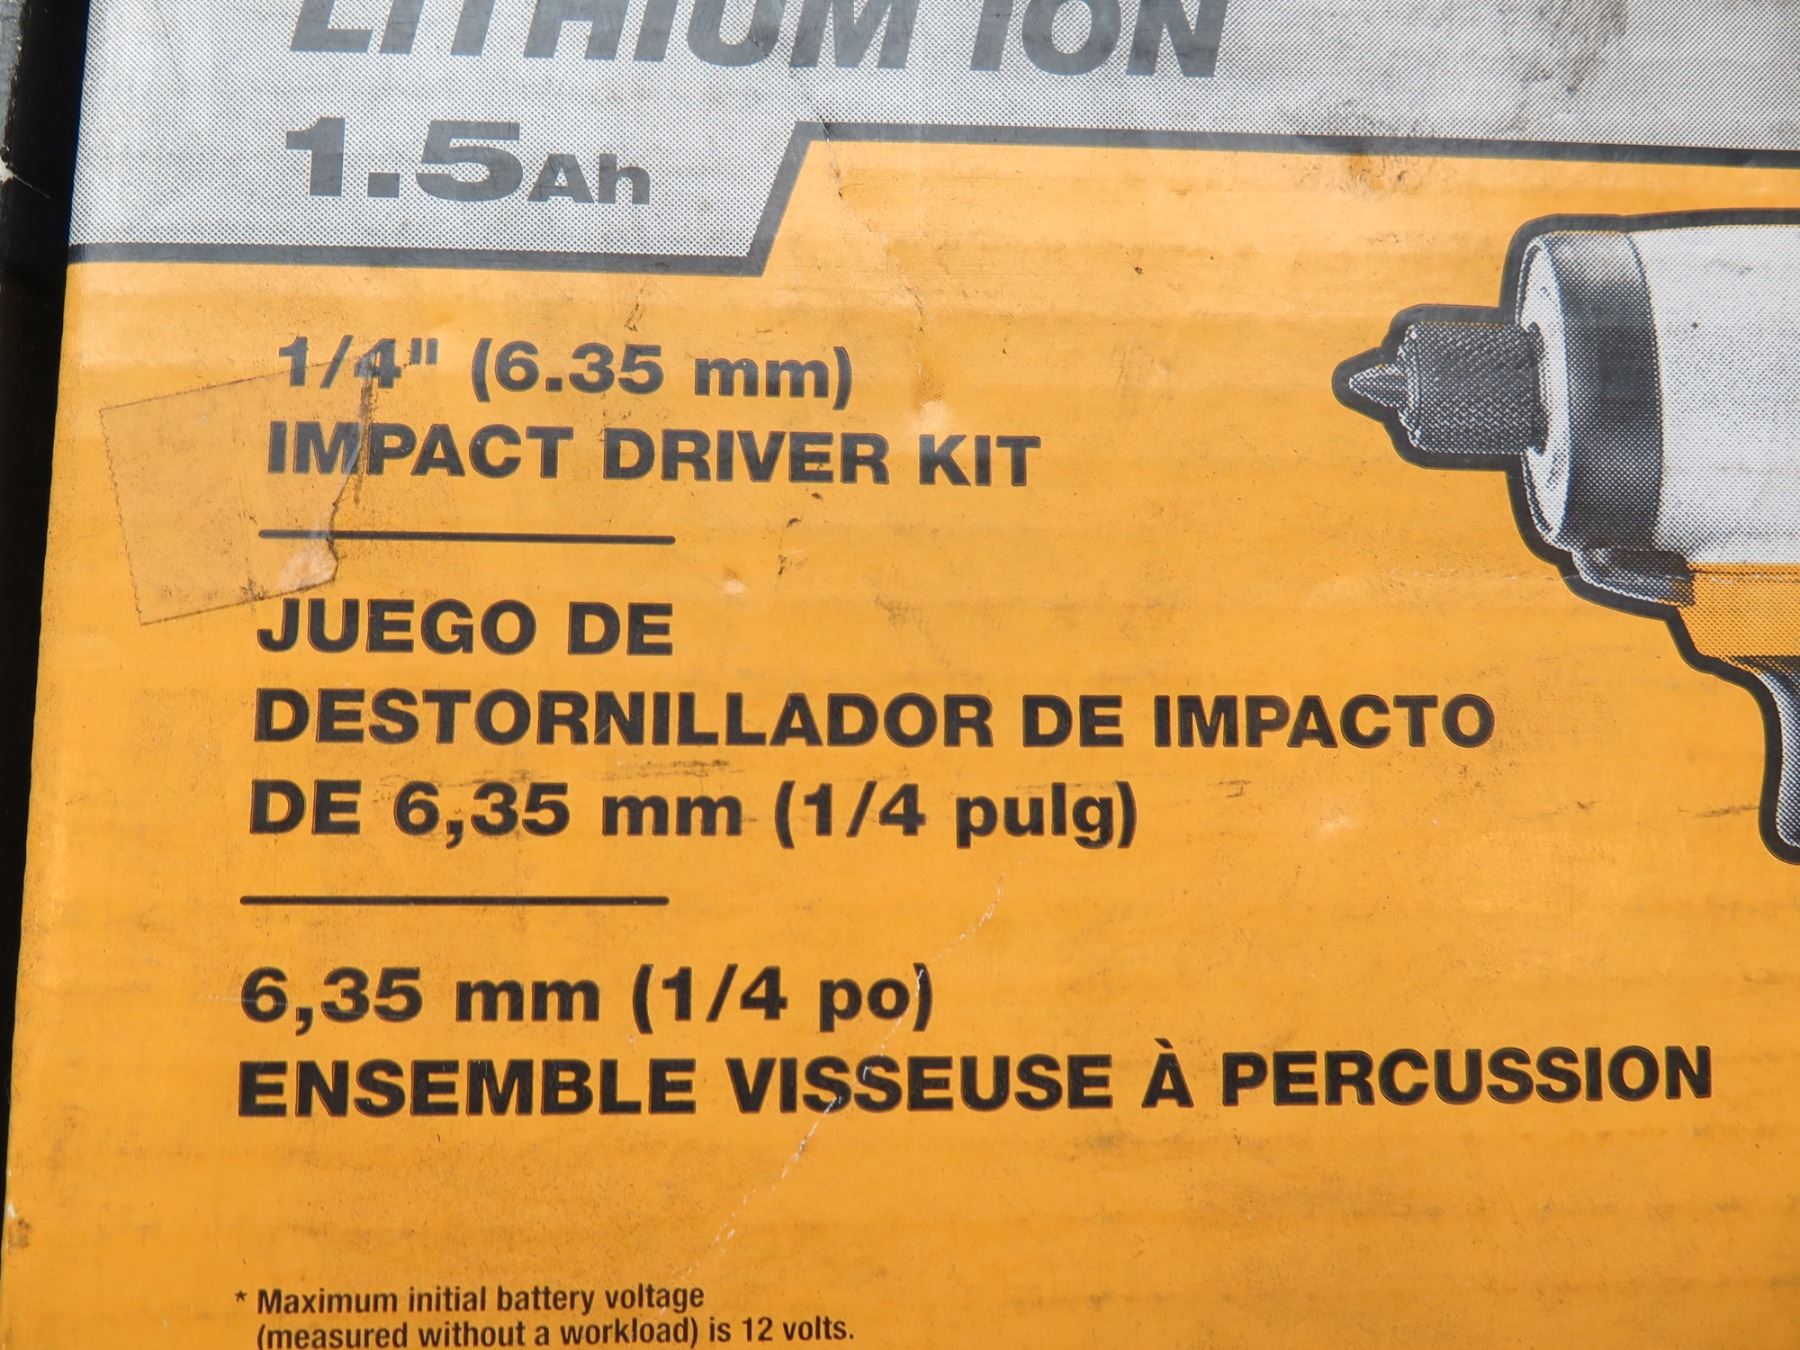 LITHIUM ION
1.5Ah
1/4" (6.35 mm)
IMPACT DRIVER KIT
JUEGO DE
DESTORNILLADOR DE IMPACTO
DE 6,35 mm (1/4 pulg)
6,35 mm (1/4 po)
ENSEMBLE VISSEUSE À PERCUSSION
* Maximum initial battery voltage
(measured without a workload) is 12 volts.